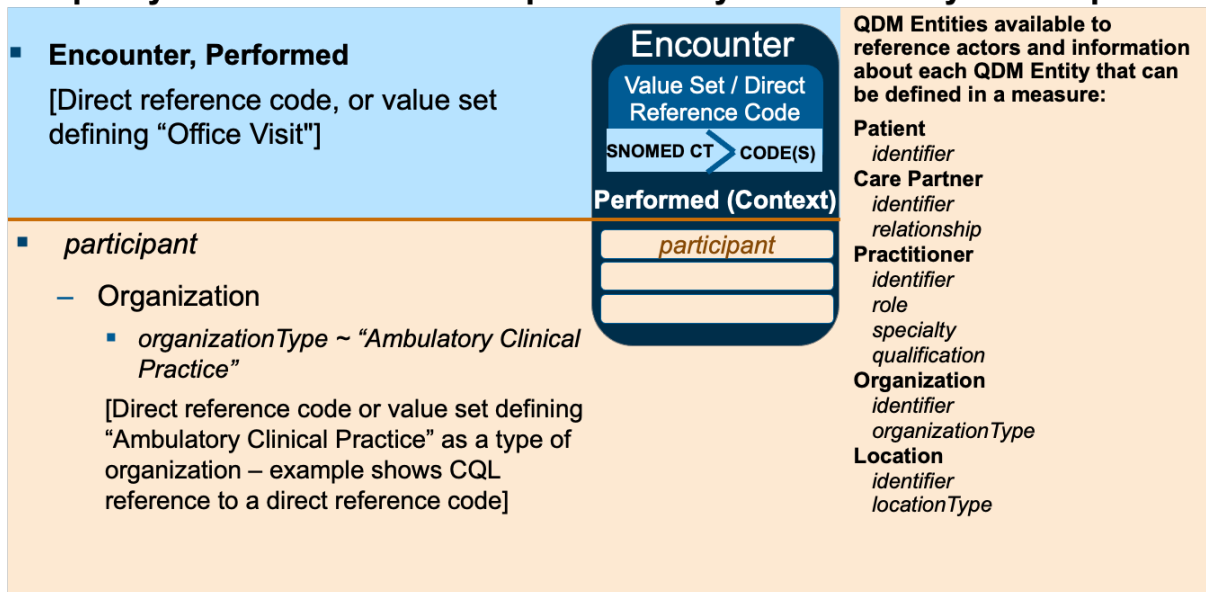 Encounter, Performed
[Direct reference code, or value set
defining “Office Visit"]
participant
– Organization
organizationType ~ “Ambulatory Clinical
Practice”
[Direct reference code or value set defining
“Ambulatory Clinical Practice” as a type of
organization – example shows CQL
reference to a direct reference code]
Encounter
Value Set / Direct
Reference Code
SNOMED CT
CODE(S)
Performed (Context)
participant
QDM Entities available to
reference actors and information
about each QDM Entity that can
be defined in a measure:
Patient
identifier
Care Partner
identifier
relationship
Practitioner
identifier
role
specialty
qualification
Organization
identifier
organizationType
Location
identifier
locationType